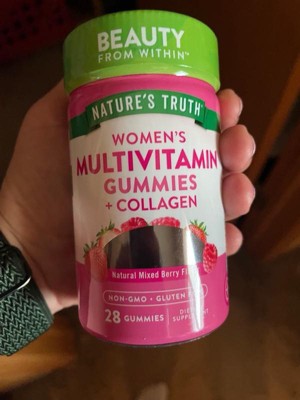 BEAUTY
FROM WITHIN™
NATURE'S TRUTH®
WOMEN'S
MULTIVITAMIN
GUMMIES
+ COLLAGEN
Natural Mixed Berry
NON-GMO • GLUTEN
28 GUMMIES